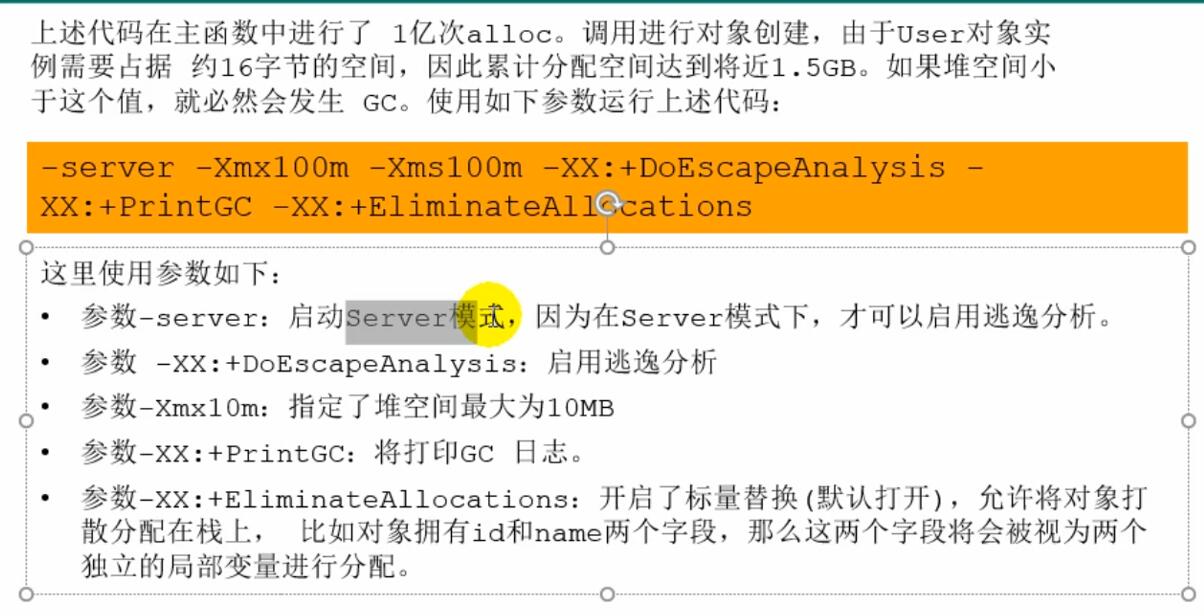 上述代码在主函数中进行了 1亿次alloc。调用进行对象创建，由于User对象实
例需要占据 约16字节的空间，因此累计分配空间达到将近1.5GB。如果堆空间小
于这个值，就必然会发生 GC。使用如下参数运行上述代码：
-server -Xmx100m -Xms100m -XX:+DoEscapeAnalysis -
XX:+PrintGC -XX:+EliminateAllocations
这里使用参数如下：
• 参数-server：启动Server模式，因为在Server模式下，才可以启用逃逸分析。
• 参数 -XX:+DoEscapeAnalysis：启用逃逸分析
• 参数-Xmx10m：指定了堆空间最大为10MB
• 参数-XX:+PrintGC：将打印GC 日志。
• 参数-XX:+EliminateAllocations：开启了标量替换(默认打开)，允许将对象打
散分配在栈上， 比如对象拥有id和name两个字段，那么这两个字段将会被视为两个
独立的局部变量进行分配。